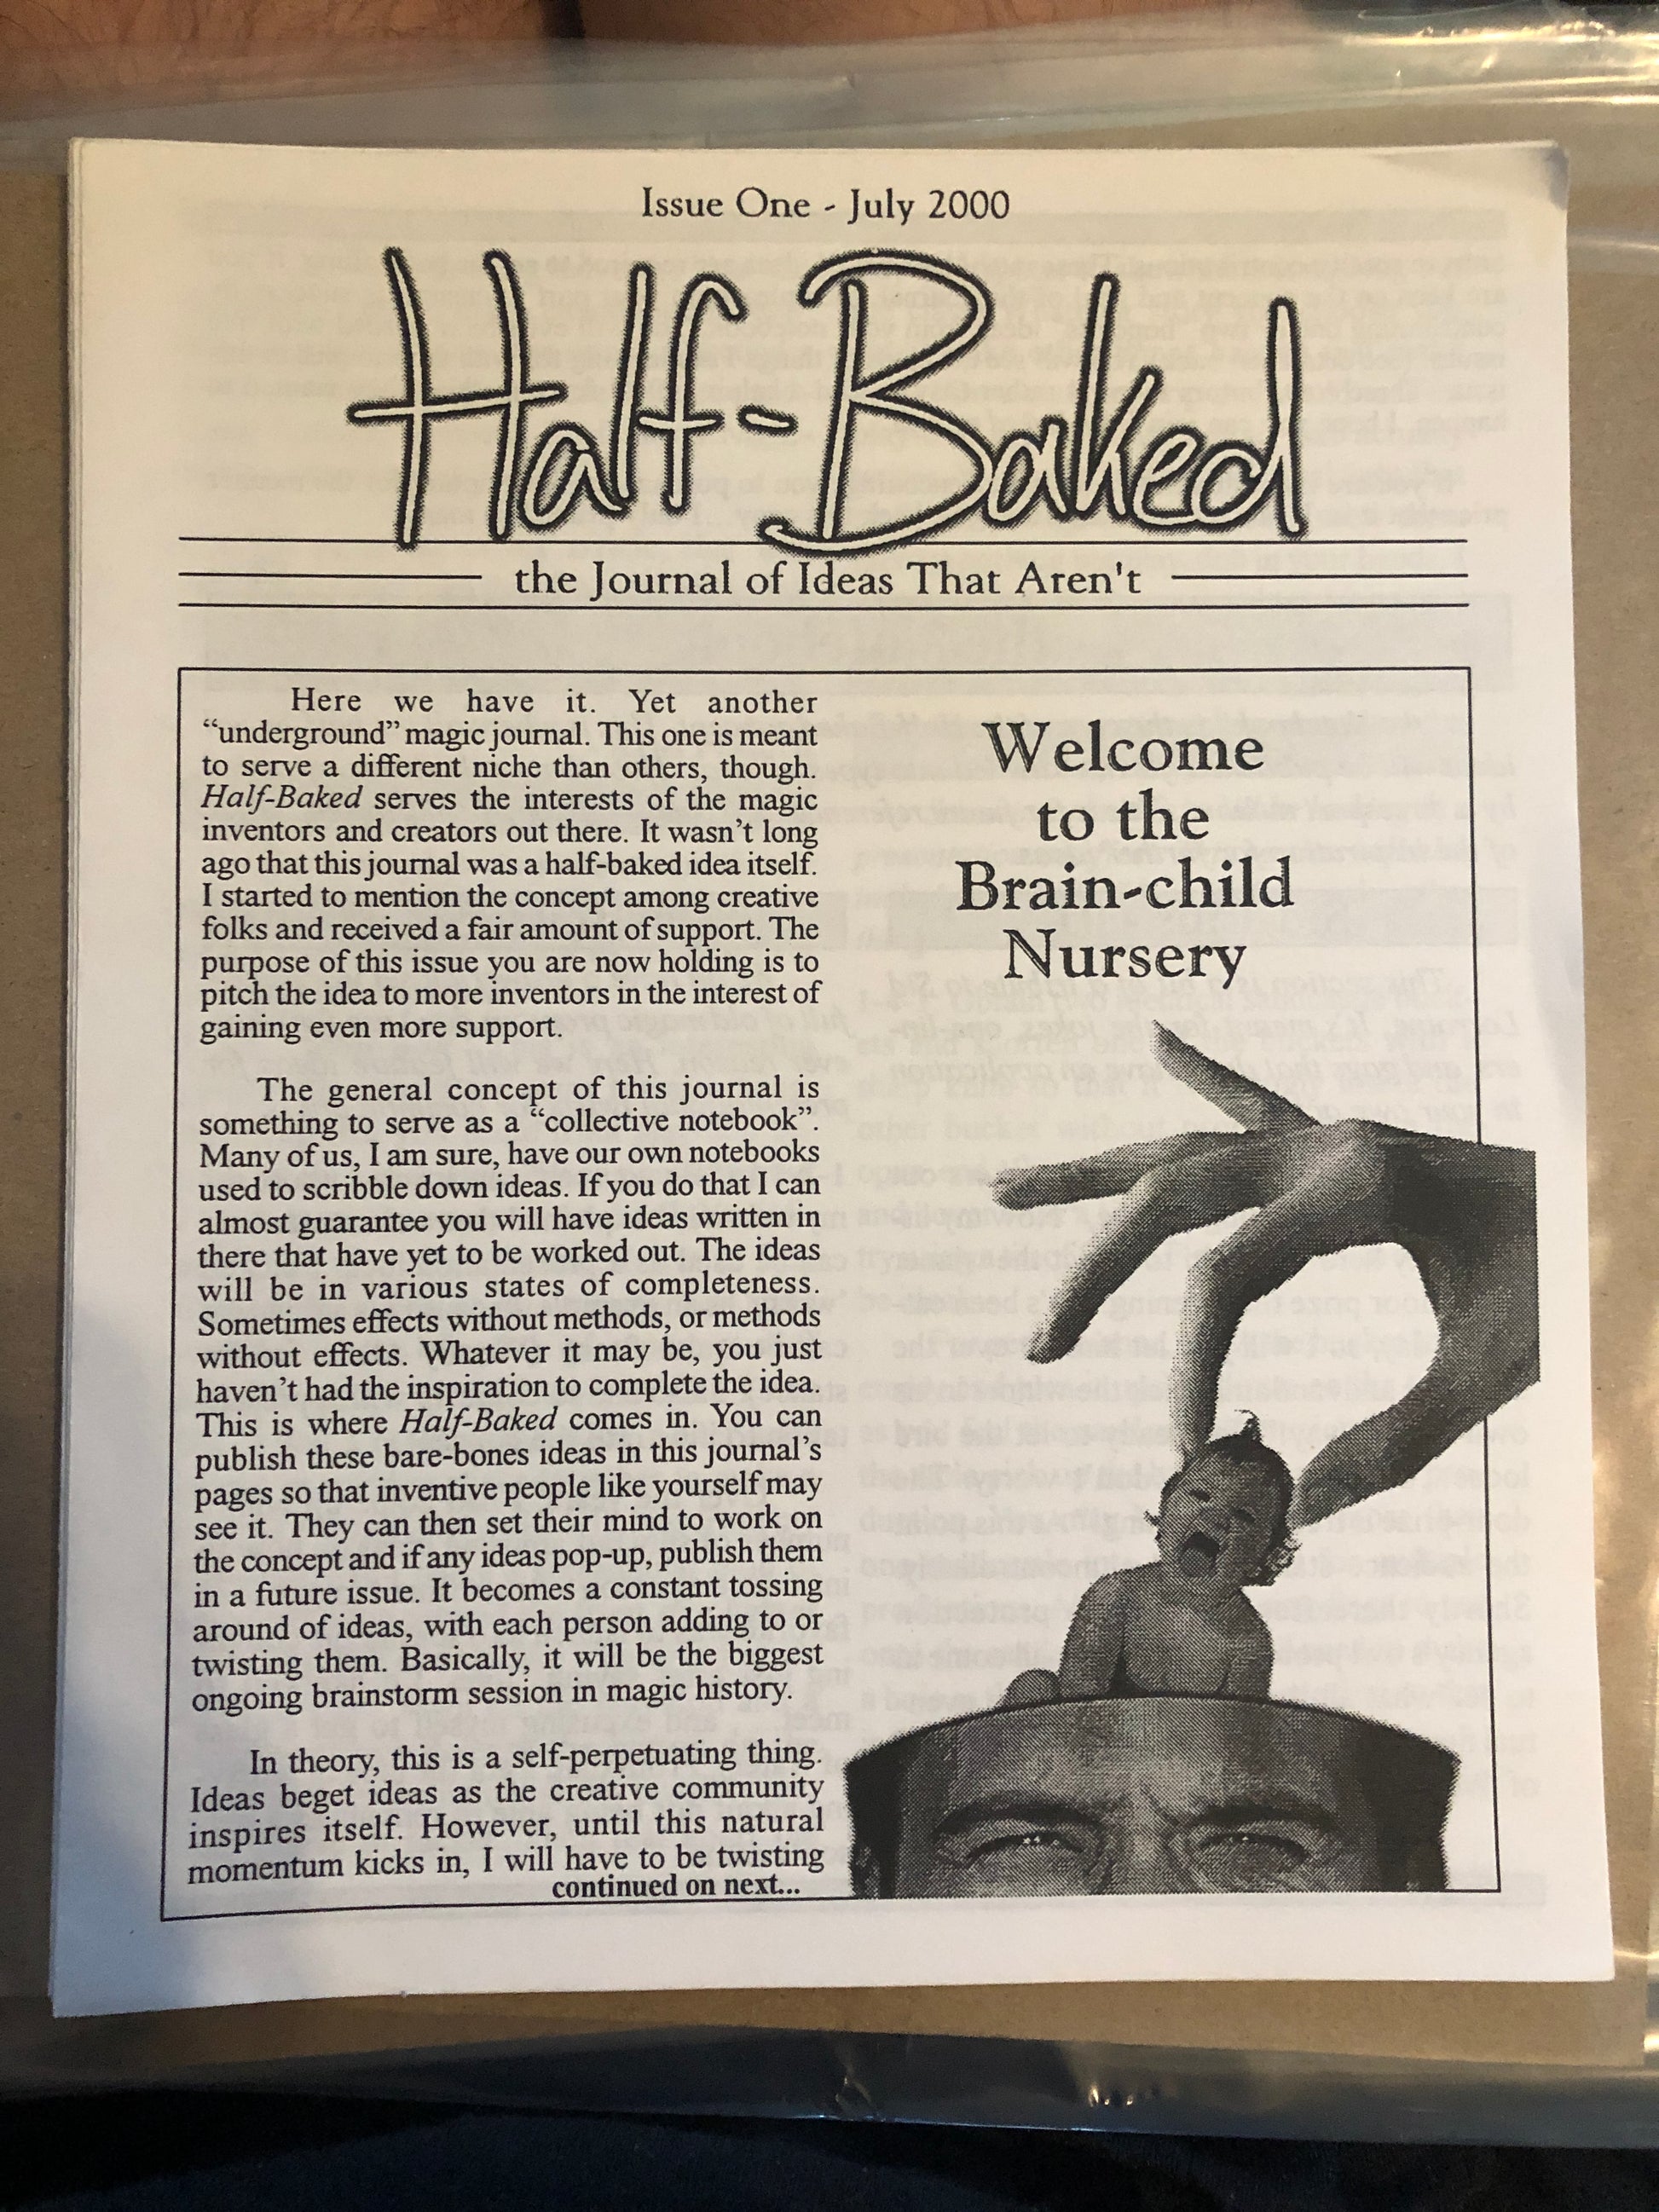 Issue One - July 2000
Half-Baked
the Journal of Ideas That Aren't
Here we have it. Yet another
“underground” magic journal. This one is meant
to serve a different niche than others, though.
Half-Baked serves the interests of the magic
inventors and creators out there. It wasn’t long
ago that this journal was a half-baked idea itself.
I started to mention the concept among creative
folks and received a fair amount of support. The
purpose of this issue you are now holding is to
pitch the idea to more inventors in the interest of
gaining even more support.
The general concept of this journal is
something to serve as a “collective notebook”.
Many of us, I am sure, have our own notebooks
used to scribble down ideas. If you do that I can
almost guarantee you will have ideas written in
there that have yet to be worked out. The ideas
will be in various states of completeness.
Sometimes effects without methods, or methods
without effects. Whatever it may be, you just
haven’t had the inspiration to complete the idea.
This is where Half-Baked comes in. You can
publish these bare-bones ideas in this journal’s
pages so that inventive people like yourself may
see it. They can then set their mind to work on
the concept and if any ideas pop-up, publish them
in a future issue. It becomes a constant tossing
around of ideas, with each person adding to or
twisting them. Basically, it will be the biggest
ongoing brainstorm session in magic history.
In theory, this is a self-perpetuating thing.
Ideas beget ideas as the creative community
inspires itself. However, until this natural
momentum kicks in, I will have to be twisting
continued on next...
Welcome
to the
Brain-child
Nursery